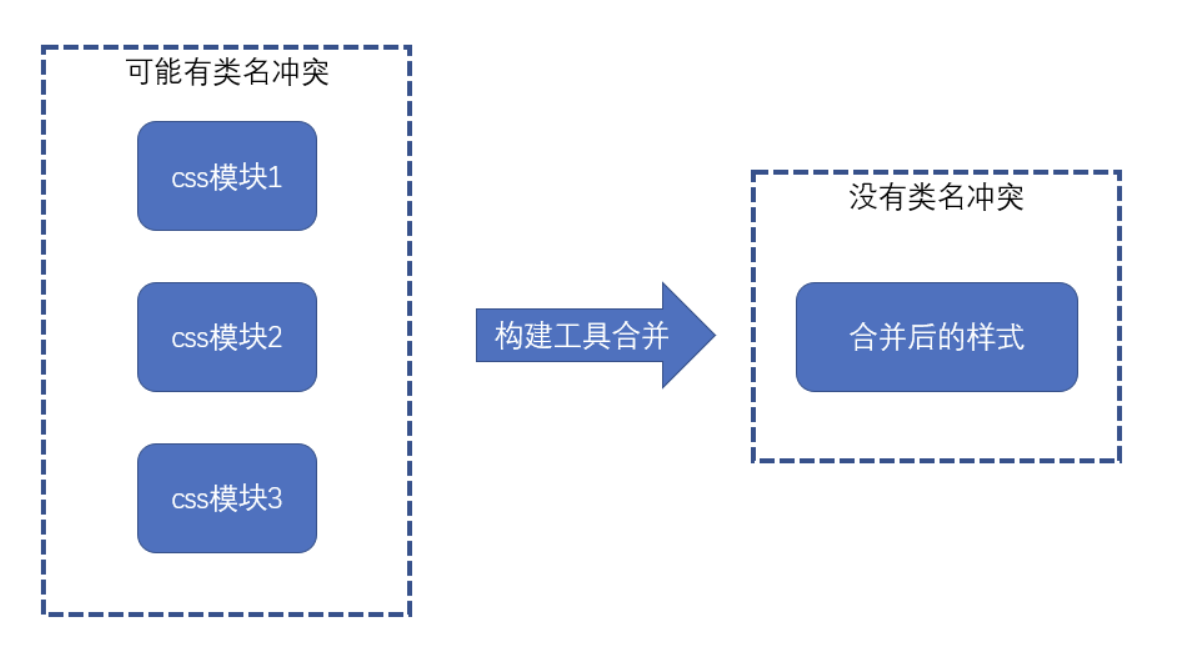 可能有类名冲突
css模块1
css模块2
css模块3
构建工具合并
没有类名冲突
合并后的样式